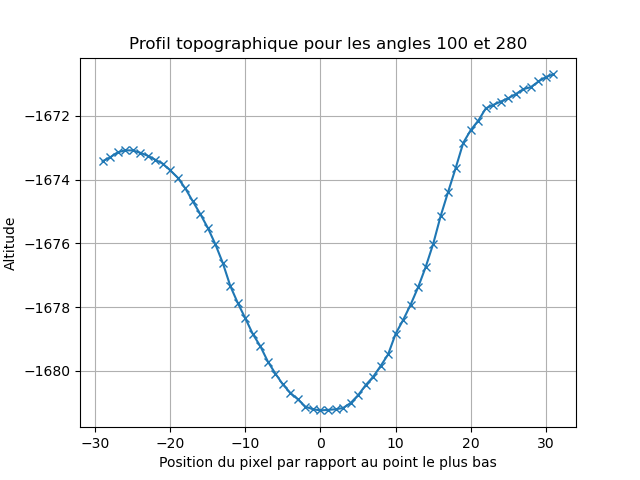 Profil topographique pour les angles 100 et 280
Altitude
−1672
−1674
−1676
−1678
−1680
−30 −20 −10 0 10 20 30
Position du pixel par rapport au point le plus bas